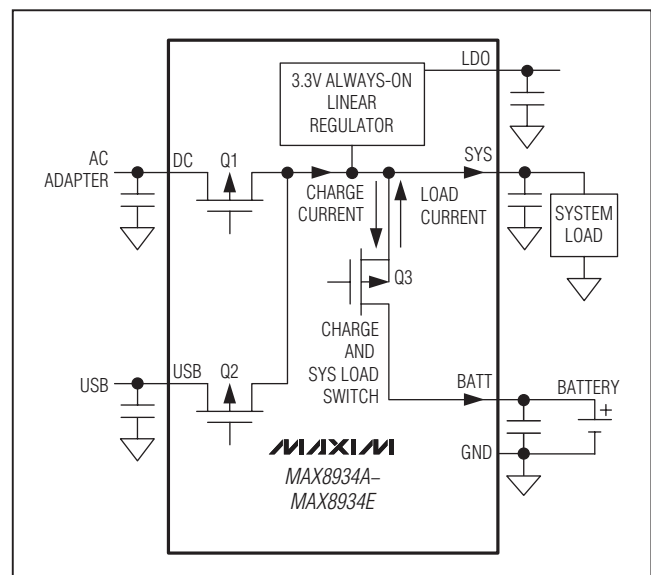 3.3V ALWAYS-ON
LINEAR
REGULATOR
LDO
AC
ADAPTER
DC
Q1
SYS
CHARGE
CURRENT
LOAD
CURRENT
SYSTEM
LOAD
Q3
CHARGE
AND
SYS LOAD
SWITCH
USB
USB
Q2
BATT
BATTERY
+
GND
MAXIM
MAX8934A–
MAX8934E